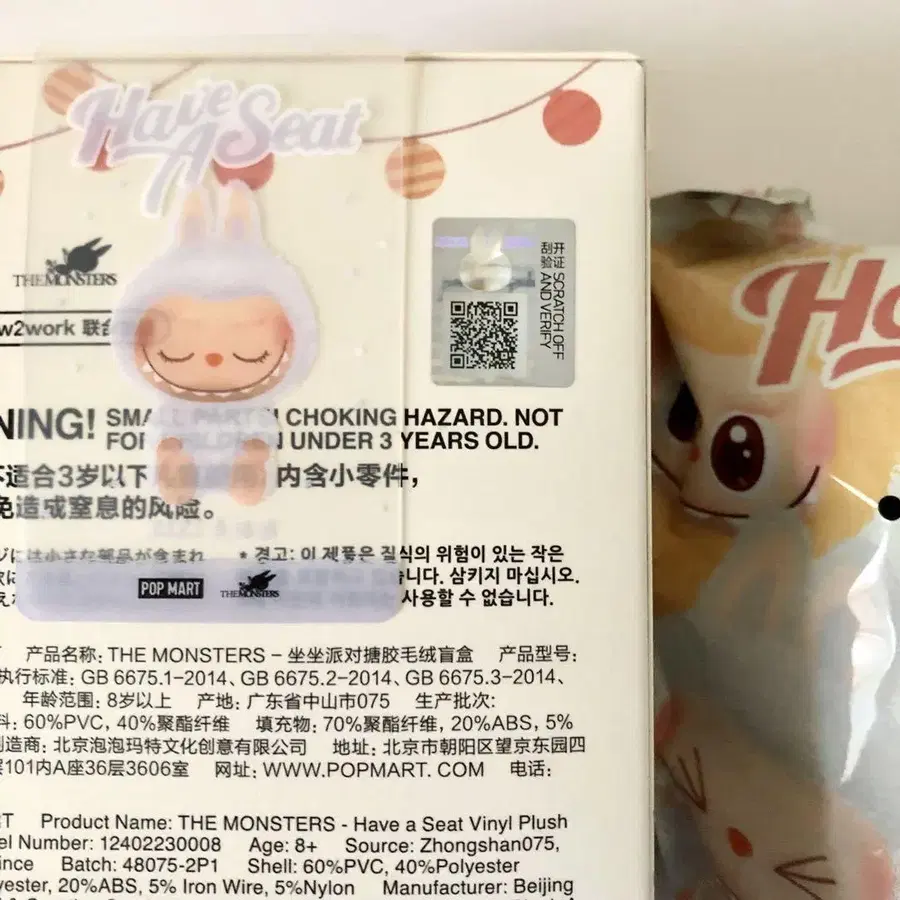 Have
A Seat
THE MONSTERS
w2work 联合
开 证 SCRATCH OFF
刮 验 AND VERIFY
NING! SMALL PARTS! CHOKING HAZARD. NOT
FOR CHILDREN UNDER 3 YEARS OLD.
不适合3岁以下 内含小零件，
免造成窒息的风险。
には小さな部品が含まれ
* 경고: 이 제품은 질식의 위험이 있는 작은
습니다. 삼키지 마십시오.
사용할 수 없습니다.
POP MART THE MONSTERS
产品名称: THE MONSTERS – 坐坐派对搪胶毛绒盲盒 产品型号:
执行标准: GB 6675.1-2014、GB 6675.2-2014、GB 6675.3-2014、
年龄范围: 8岁以上 产地: 广东省中山市075 生产批次:
料: 60%PVC, 40%聚酯纤维 填充物: 70%聚酯纤维, 20%ABS, 5%
制造商: 北京泡泡玛特文化创意有限公司 地址: 北京市朝阳区望京东园四
101内A座36层3606室 网址: WWW.POPMART.COM 电话:
Product Name: THE MONSTERS - Have a Seat Vinyl Plush
el Number: 12402230008 Age: 8+ Source: Zhongshan075,
ince Batch: 48075-2P1 Shell: 60%PVC, 40%Polyester
yester, 20%ABS, 5% Iron Wire, 5%Nylon Manufacturer: Beijing
Ha